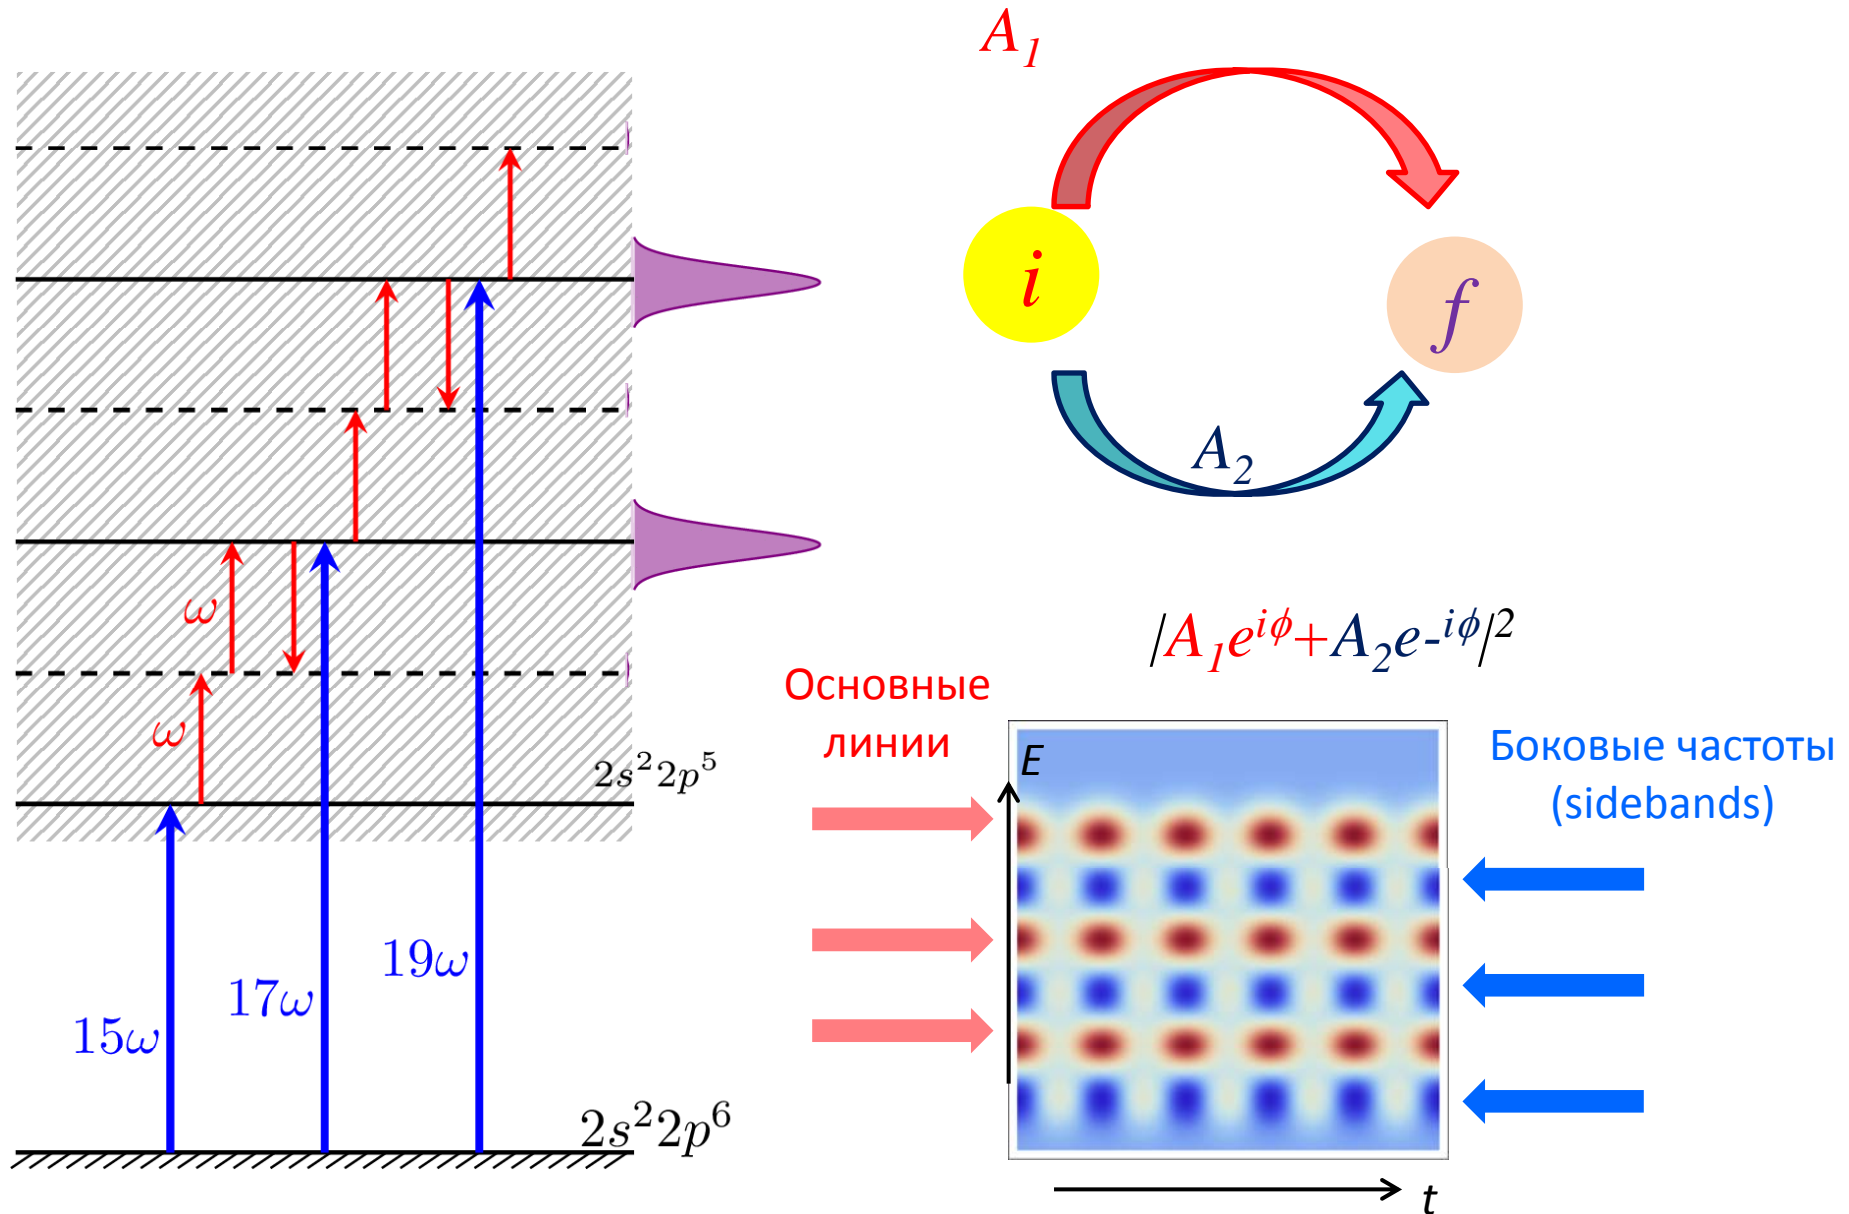 ω
ω
2s²2p⁵
15ω
17ω
19ω
2s²2p⁶
A₁
i
f
A₂
|A₁e^{iϕ}+A₂e-^{iϕ}|²
Основные
линии
E
t
Боковые частоты
(sidebands)